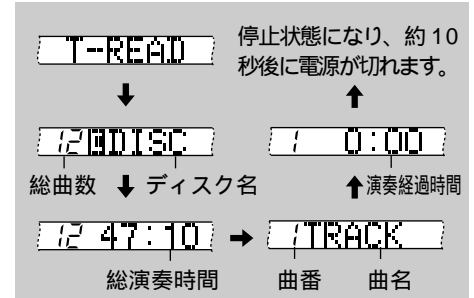 T-READ
停止状態になり、約10
秒後に電源が切れます。
12 DISC
1 0:00
総曲数 ディスク名
演奏経過時間
12 47:10
1 TRACK
総演奏時間
曲番 曲名